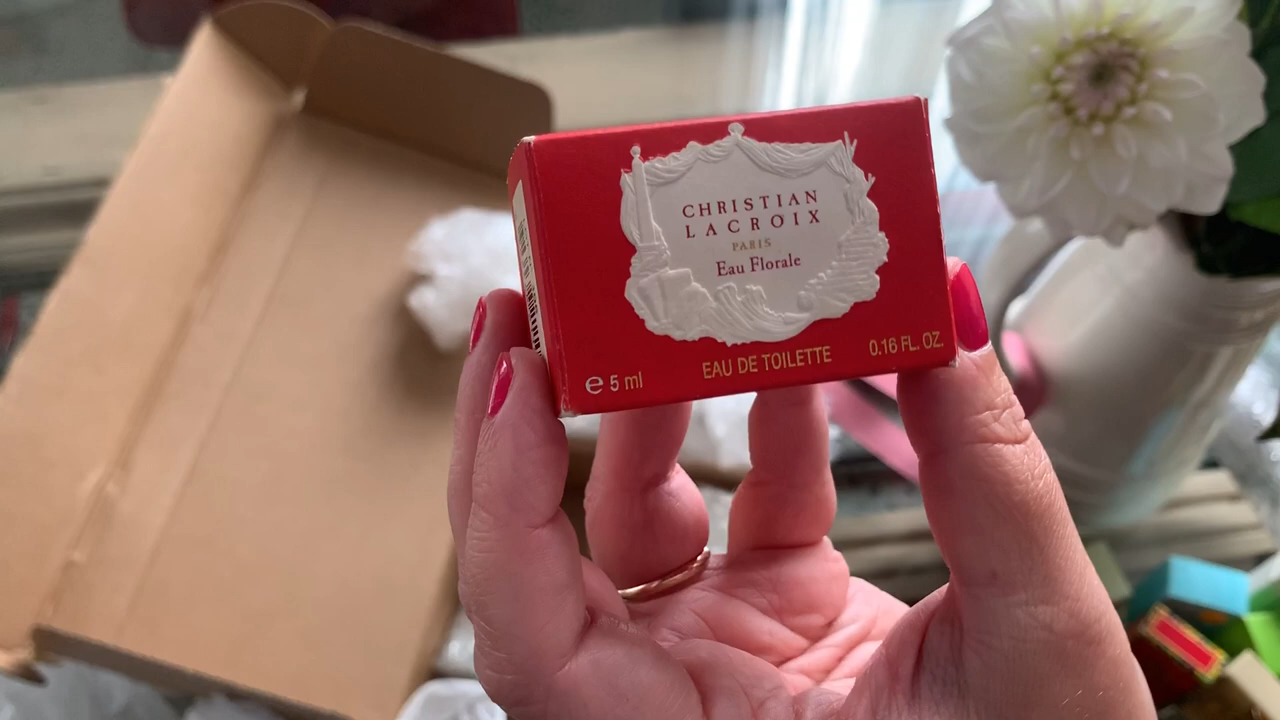 CHRISTIAN
LACROIX
PARIS
Eau Florale
e 5 ml
EAU DE TOILETTE
0.16 FL. OZ.